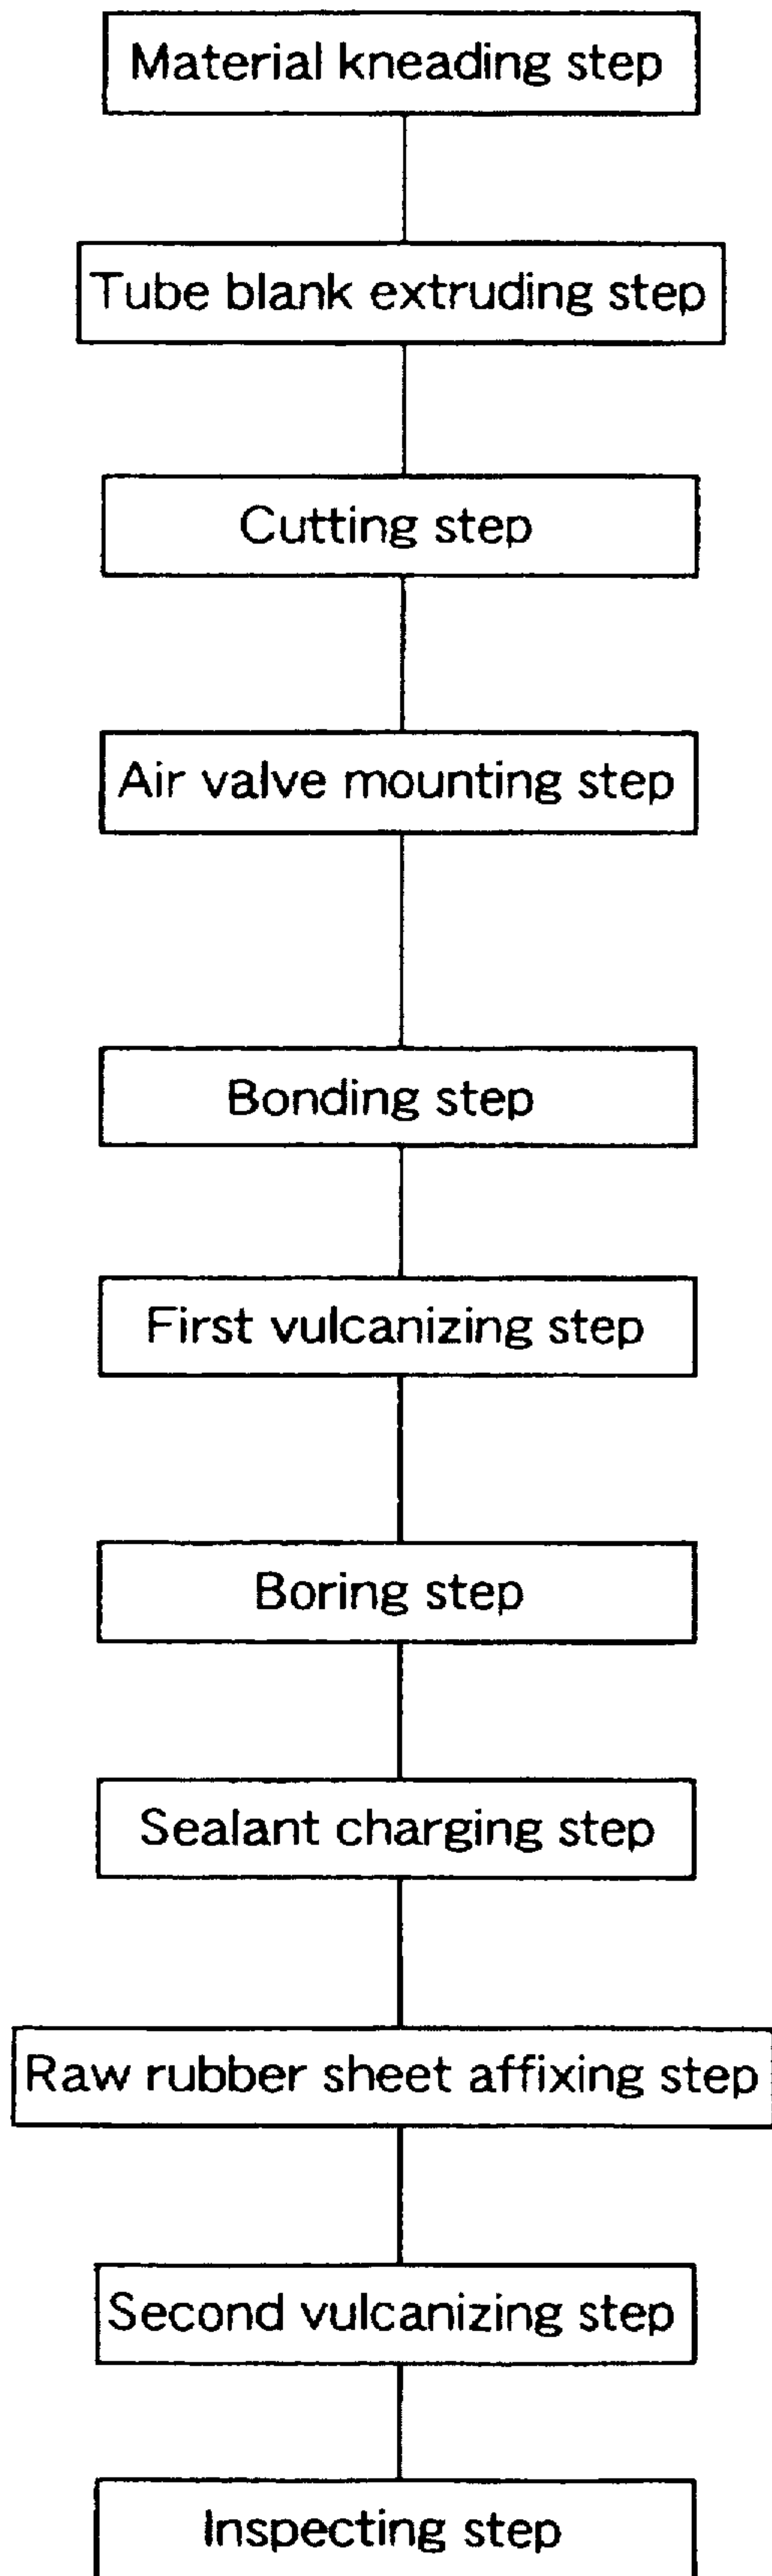 Material kneading step
Tube blank extruding step
Cutting step
Air valve mounting step
Bonding step
First vulcanizing step
Boring step
Sealant charging step
Raw rubber sheet affixing step
Second vulcanizing step
Inspecting step